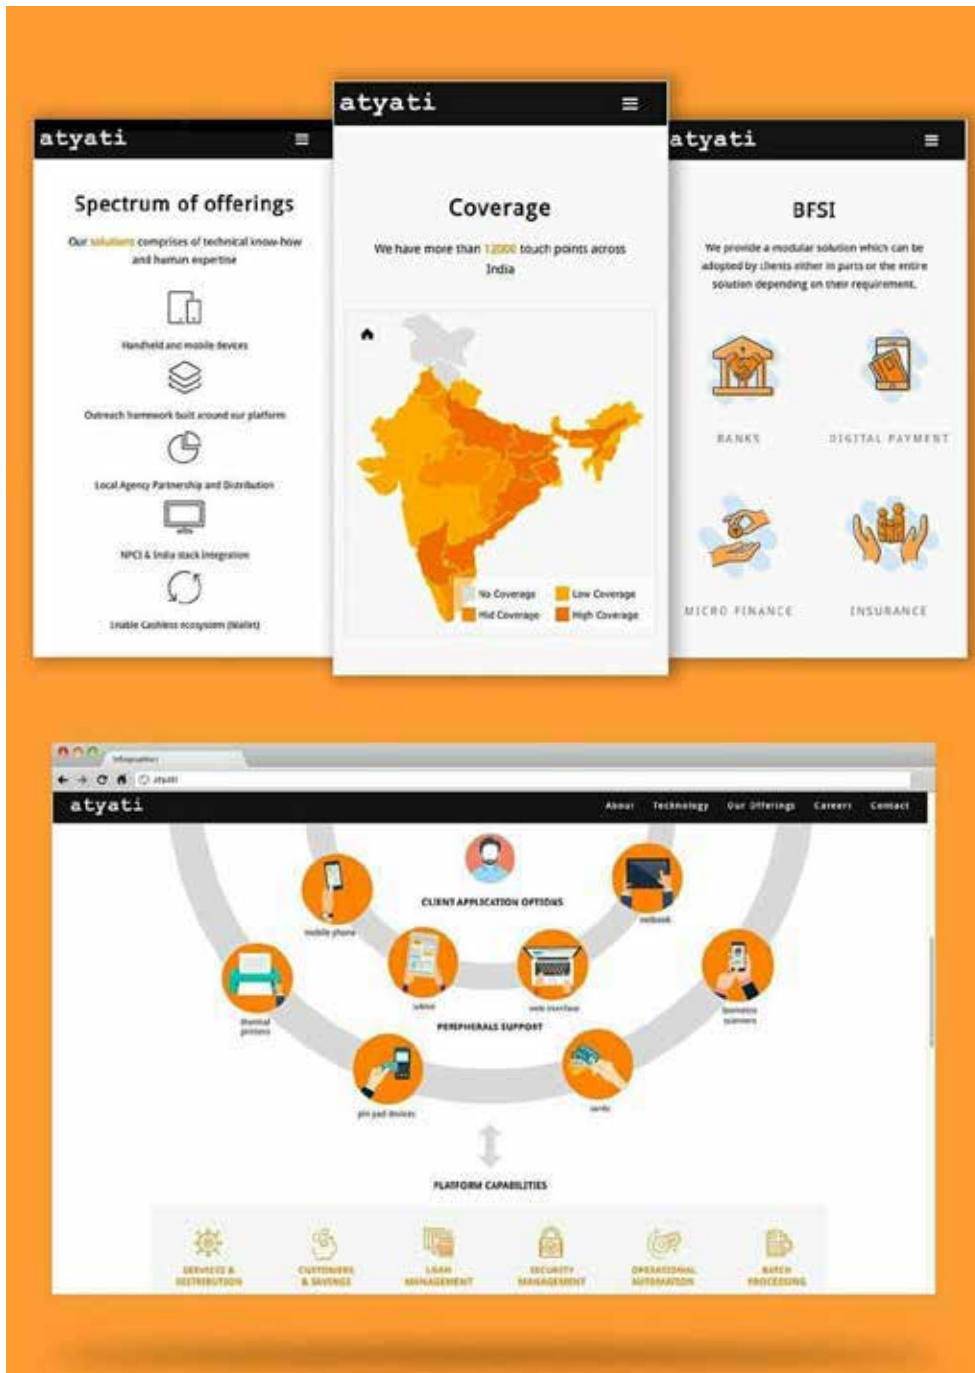 atyati
Spectrum of offerings
Our solutions comprises of technical know-how
and human expertise
Handheld and mobile devices
Outreach framework built around our platform
Local Agency Partnership and Distribution
NPCI & India stack integration
Enable Cashless ecosystem (Wallet)
atyati
Coverage
We have more than 12000 touch points across
India
No Coverage
Low Coverage
Mid Coverage
High Coverage
atyati
BFSI
We provide a modular solution which can be
adopted by clients either in parts or the entire
solution depending on their requirement.
BANKS
DIGITAL PAYMENT
MICRO FINANCE
INSURANCE
atyati
atyati
About Technology Our Offerings Careers Contact
CLIENT APPLICATION OPTIONS
mobile phone
netbook
tablet
web interface
thermal
printers
biometric
scanners
PERIPHERALS SUPPORT
pin pad devices
cards
PLATFORM CAPABILITIES
SERVICES &
DISTRIBUTION
CUSTOMERS
& SAVINGS
LOAN
MANAGEMENT
SECURITY
MANAGEMENT
OPERATIONAL
AUTOMATION
BATCH
PROCESSING